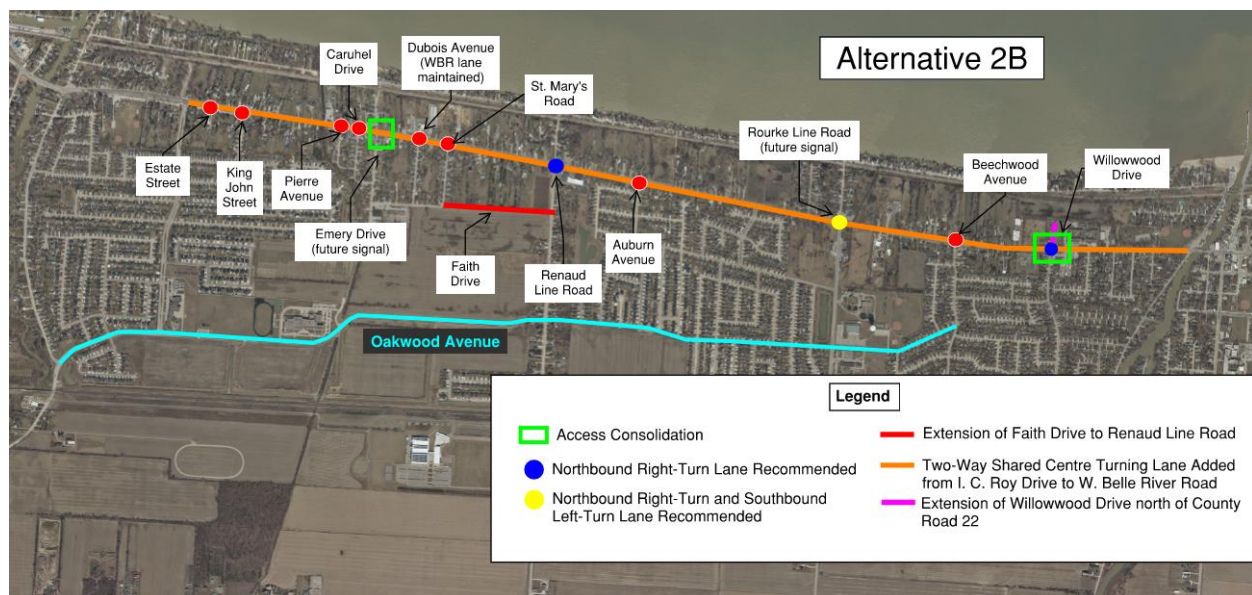 Alternative 2B
Caruhel
Drive
Dubois Avenue
(WBR lane
maintained)
St. Mary's
Road
Rourke Line Road
(future signal)
Beechwood
Avenue
Willowwood
Drive
Estate
Street
King
John
Street
Pierre
Avenue
Emery Drive
(future signal)
Faith
Drive
Renaud
Line Road
Auburn
Avenue
Oakwood Avenue
Legend
Access Consolidation
Northbound Right-Turn Lane Recommended
Northbound Right-Turn and Southbound
Left-Turn Lane Recommended
Extension of Faith Drive to Renaud Line Road
Two-Way Shared Centre Turning Lane Added
from I. C. Roy Drive to W. Belle River Road
Extension of Willowwood Drive north of County
Road 22